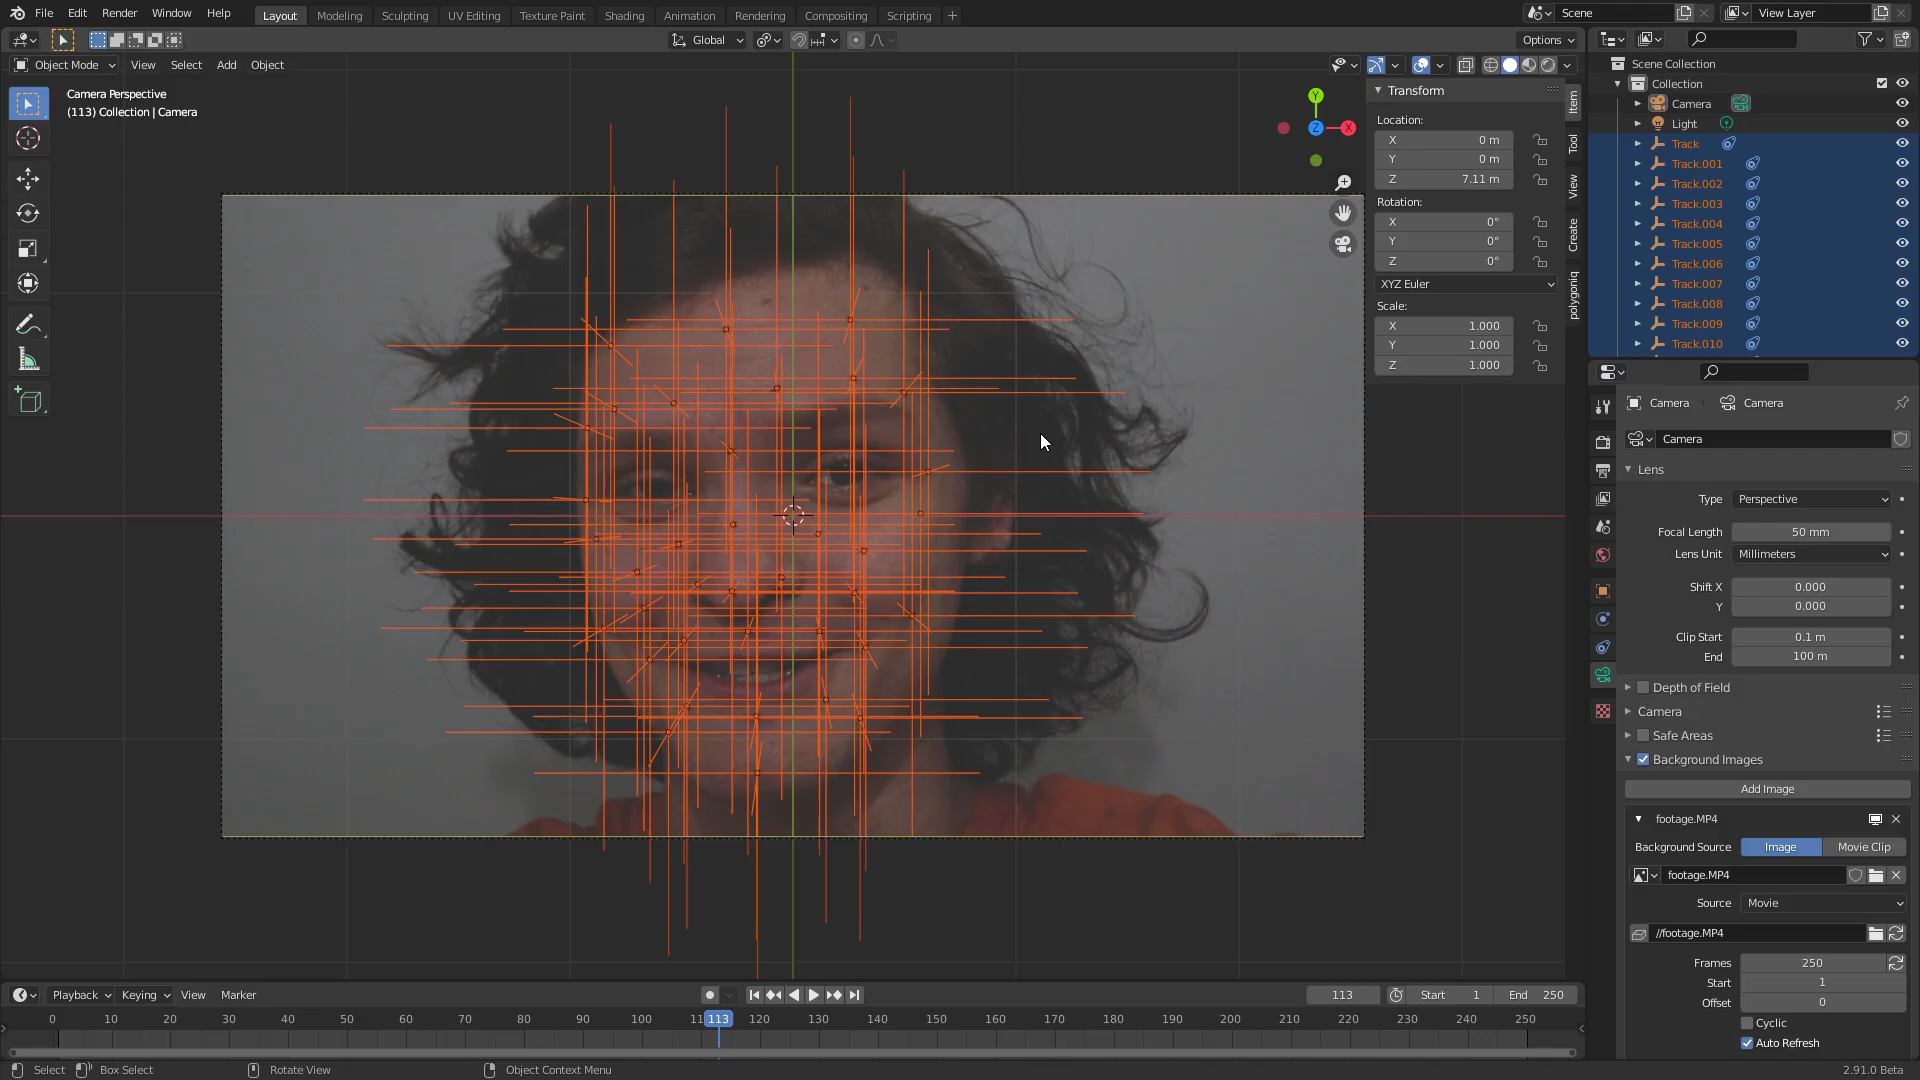 File Edit Render Window Help Layout Modeling Sculpting UV Editing Texture Paint Shading Animation Rendering Compositing Scripting + Scene View Layer
Global Options
Object Mode View Select Add Object
Camera Perspective
(113) Collection | Camera
Y
Z
X
Transform
Location:
X 0 m
Y 0 m
Z 7.11 m
Rotation:
X 0°
Y 0°
Z 0°
XYZ Euler
Scale:
X 1.000
Y 1.000
Z 1.000
Item
Tool
View
Create
polygoniq
Scene Collection
Collection
Camera
Light
Track
Track.001
Track.002
Track.003
Track.004
Track.005
Track.006
Track.007
Track.008
Track.009
Track.010
Camera Camera
Camera
Lens
Type Perspective
Focal Length 50 mm
Lens Unit Millimeters
Shift X 0.000
Y 0.000
Clip Start 0.1 m
End 100 m
Depth of Field
Camera
Safe Areas
Background Images
Add Image
footage.MP4
Background Source Image Movie Clip
footage.MP4
Source Movie
//footage.MP4
Frames 250
Start 1
Offset 0
Cyclic
Auto Refresh
Playback Keying View Marker 113 Start 1 End 250
0 10 20 30 40 50 60 70 80 90 100 11 113 120 130 140 150 160 170 180 190 200 210 220 230 240 250
Select Box Select Rotate View Object Context Menu 2.91.0 Beta